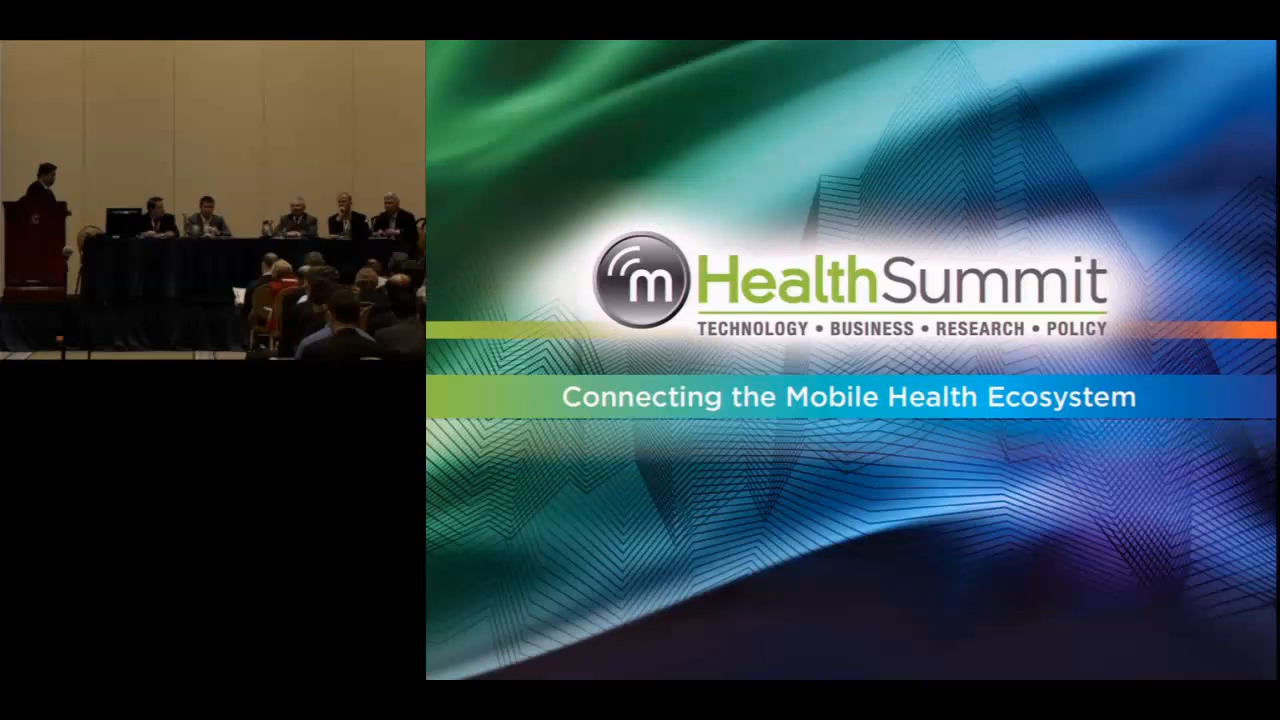 m HealthSummit
TECHNOLOGY • BUSINESS • RESEARCH • POLICY
Connecting the Mobile Health Ecosystem